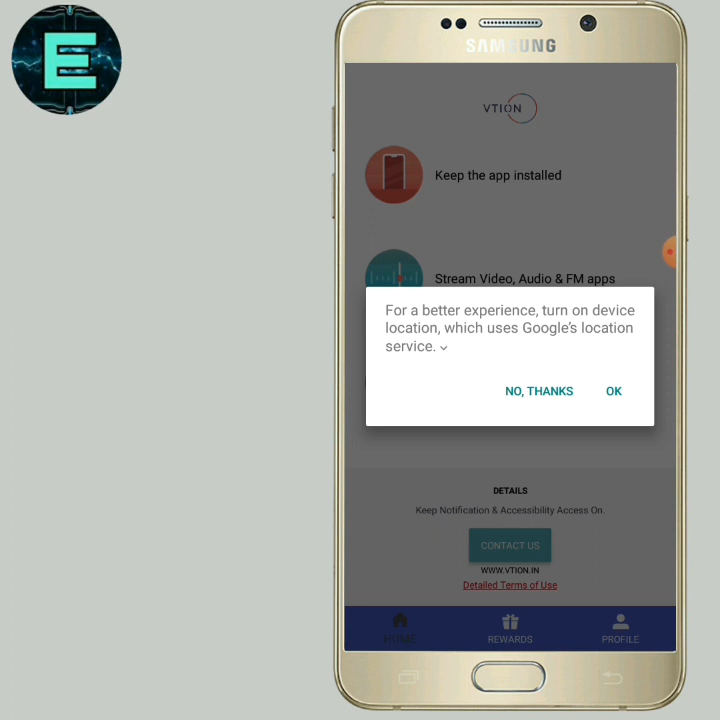 E
SAMSUNG
VTION
Keep the app installed
Stream Video, Audio & FM apps
For a better experience, turn on device
location, which uses Google's location
service.
NO, THANKS OK
DETAILS
Keep Notification & Accessibility Access On.
CONTACT US
WWW.VTION.IN
Detailed Terms of Use
HOME REWARDS PROFILE